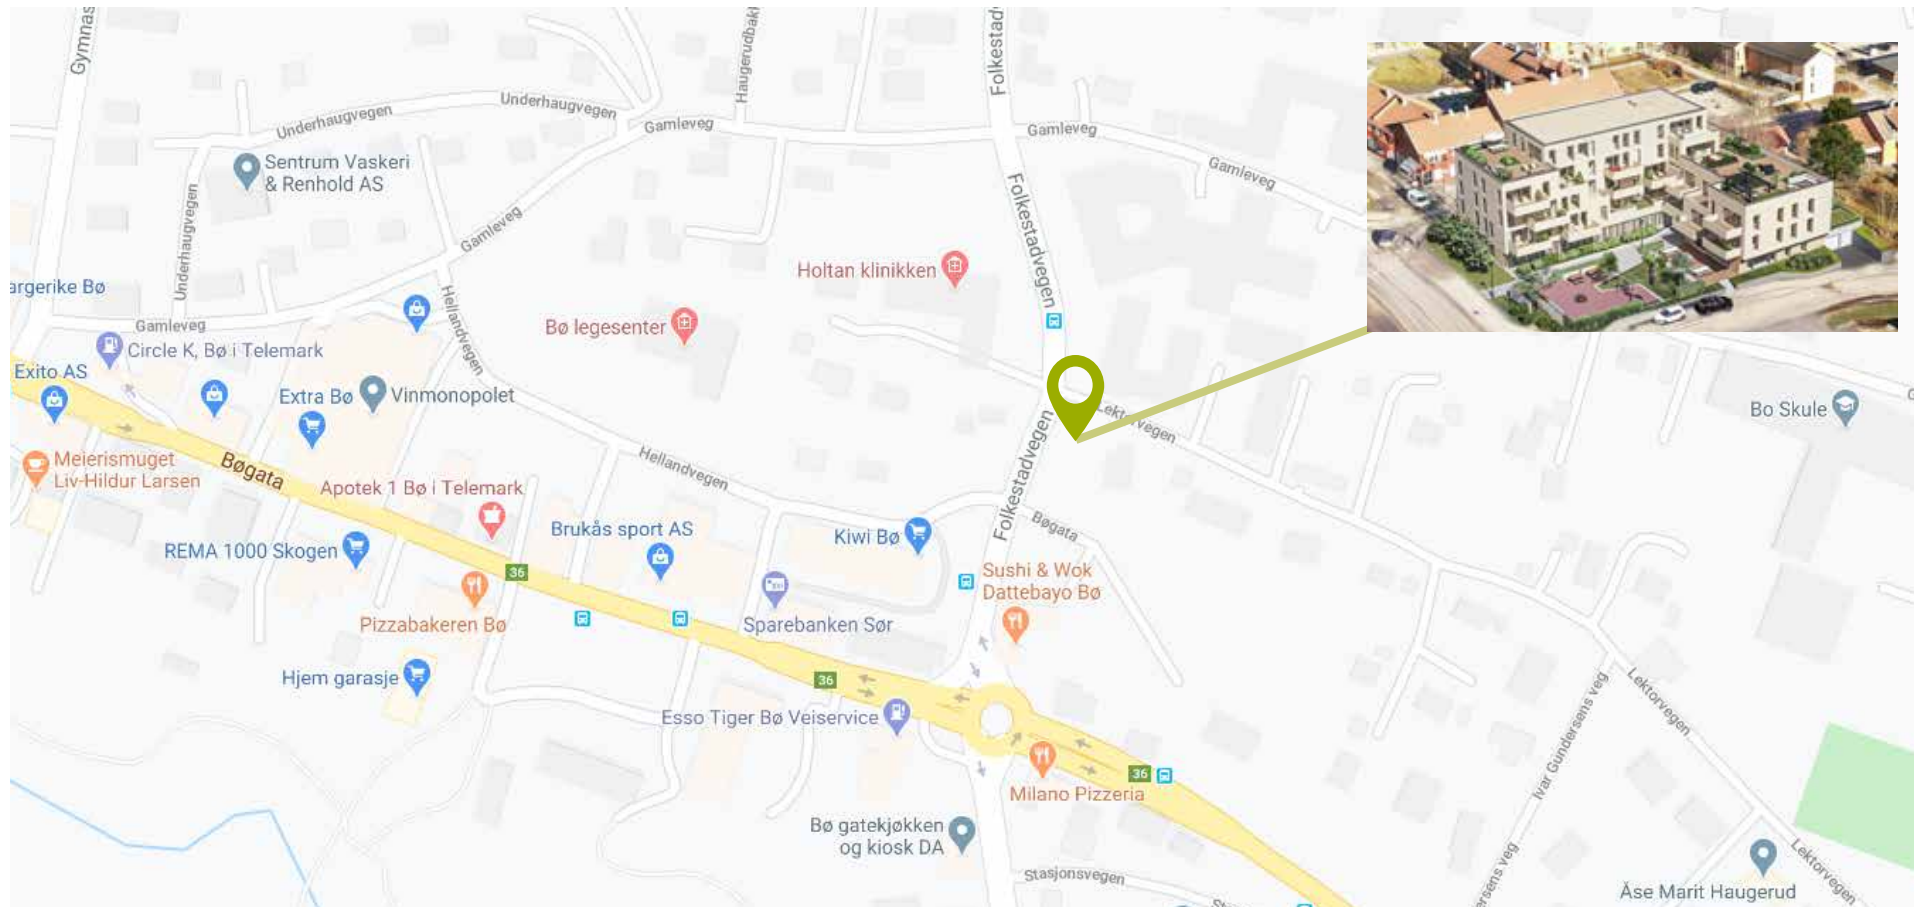 Gymnas
Haugerudbakk
Folkestad
Underhaugvegen
Underhaugvegen
Gamleveg
Gamleveg
Gamleveg
Sentrum Vaskeri
& Renhold AS
Underhaugvegen
Gamleveg
Folkestadvegen
Holtan klinikken
argerike Bø
Hellandvegen
Gamleveg
Bø legesenter
Circle K, Bø i Telemark
Exito AS
Extra Bø
Vinmonopolet
Lektorvegen
Bo Skule
G
Folkestadvegen
Bøgata
Meierismuget
Liv-Hildur Larsen
Hellandvegen
Apotek 1 Bø i Telemark
Brukås sport AS
Kiwi Bø
Bøgata
REMA 1000 Skogen
36
Sushi & Wok
Dattebayo Bø
Pizzabakeren Bø
Sparebanken Sør
Hjem garasje
36
Esso Tiger Bø Veiservice
Ivar Gundersens veg
Lektorvegen
36
Milano Pizzeria
Bø gatekjøkken
og kiosk DA
Stasjonsvegen
ersens veg
Lektorvegen
Åse Marit Haugerud